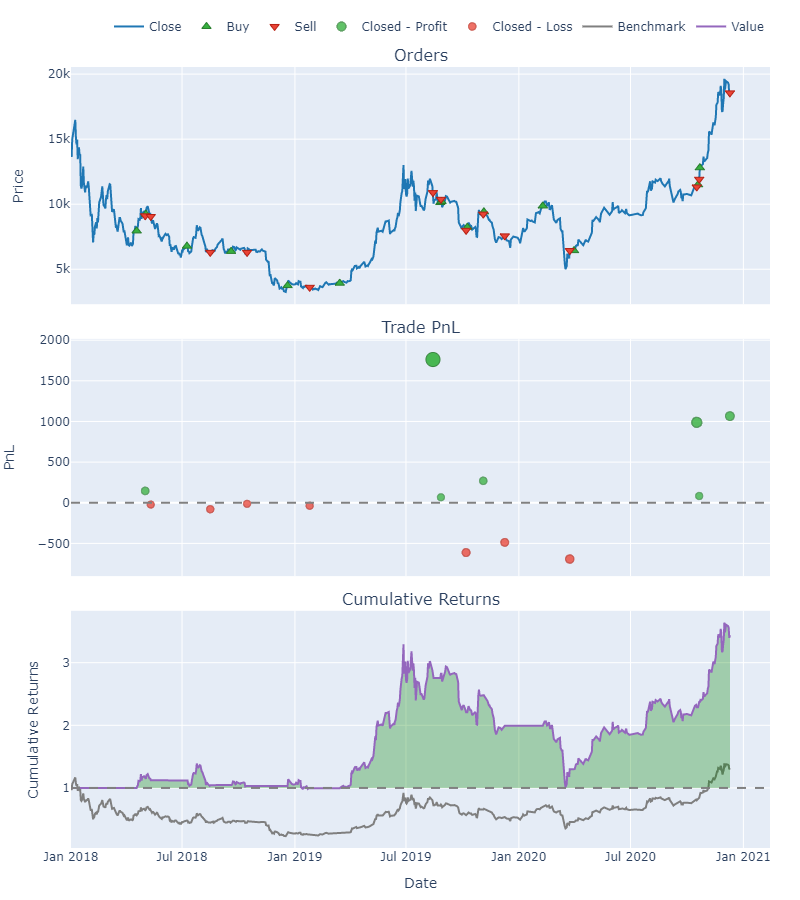 Close Buy Sell Closed - Profit Closed - Loss Benchmark Value
Orders
20k
15k
10k
5k
Price
Trade PnL
2000
1500
1000
500
0
−500
PnL
Cumulative Returns
3
2
1
Cumulative Returns
Jan 2018 Jul 2018 Jan 2019 Jul 2019 Jan 2020 Jul 2020 Jan 2021
Date